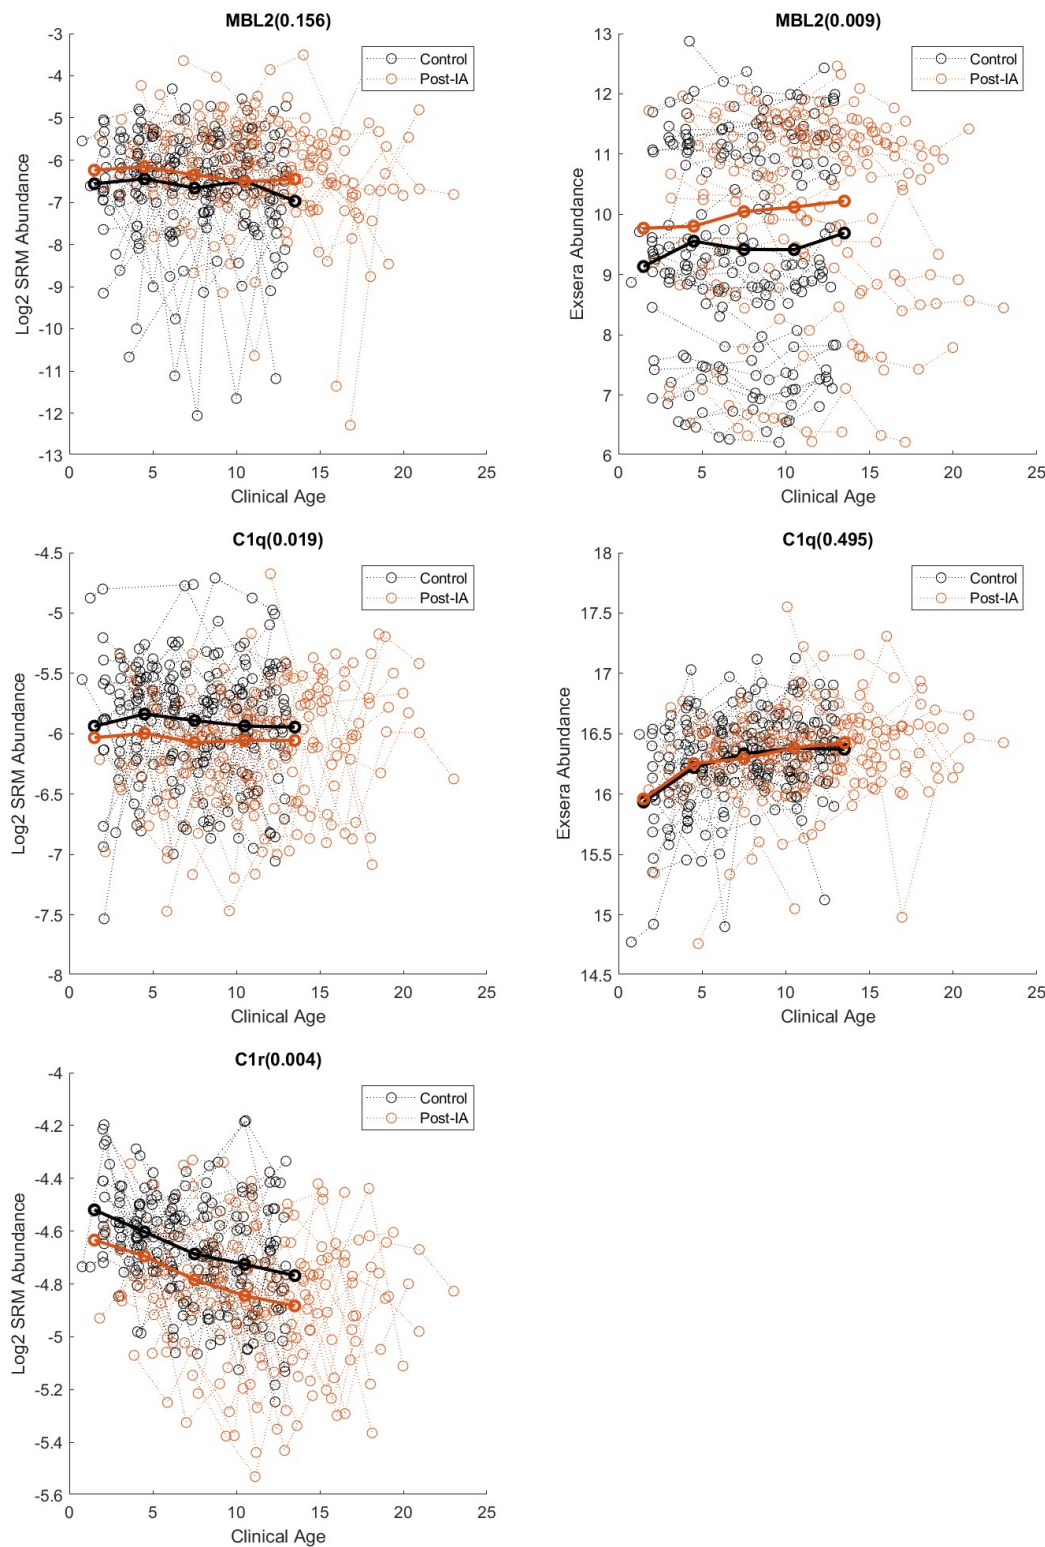 MBL2(0.156)
Log2 SRM Abundance
-3
-4
-5
-6
-7
-8
-9
-10
-11
-12
-13
0 5 10 15 20 25
Clinical Age
Control
Post-IA
MBL2(0.009)
Exsera Abundance
13
12
11
10
9
8
7
6
0 5 10 15 20 25
Clinical Age
Control
Post-IA
C1q(0.019)
Log2 SRM Abundance
-4.5
-5
-5.5
-6
-6.5
-7
-7.5
-8
0 5 10 15 20 25
Clinical Age
Control
Post-IA
C1q(0.495)
Exsera Abundance
18
17.5
17
16.5
16
15.5
15
14.5
0 5 10 15 20 25
Clinical Age
Control
Post-IA
C1r(0.004)
Log2 SRM Abundance
-4
-4.2
-4.4
-4.6
-4.8
-5
-5.2
-5.4
-5.6
0 5 10 15 20 25
Clinical Age
Control
Post-IA